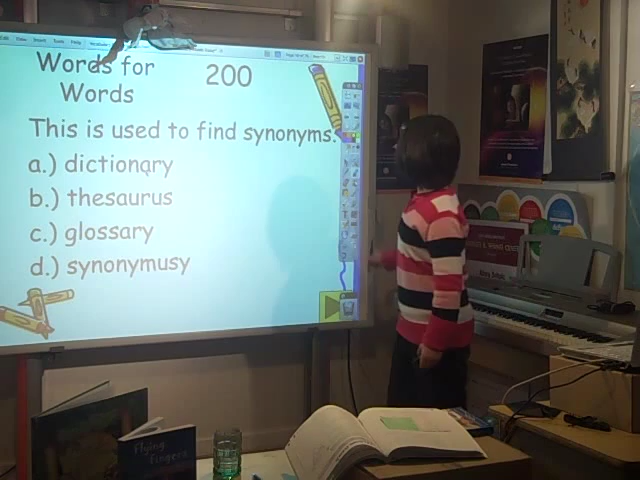 Words for 200
Words
This is used to find synonyms.
a.) dictionary
b.) thesaurus
c.) glossary
d.) synonymusy
Flying
Fingers